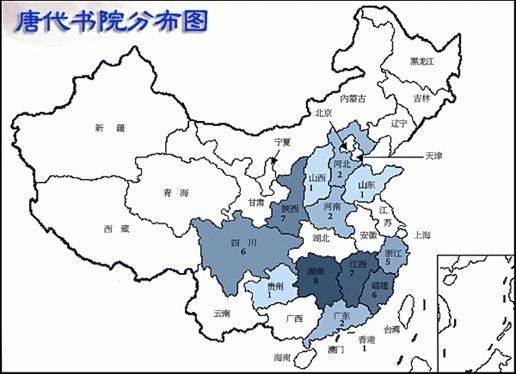 唐代书院分布图
黑龙江
吉林
内蒙古
辽宁
北京
新疆
宁夏
天津
河北
2
山西
1
山东
1
青海
甘肃
陕西
7
河南
2
江苏
西藏
四川
6
湖北
安徽
上海
浙江
5
湖南
8
江西
7
贵州
1
福建
6
云南
广西
广东
2
台湾
香港
1
澳门
海南